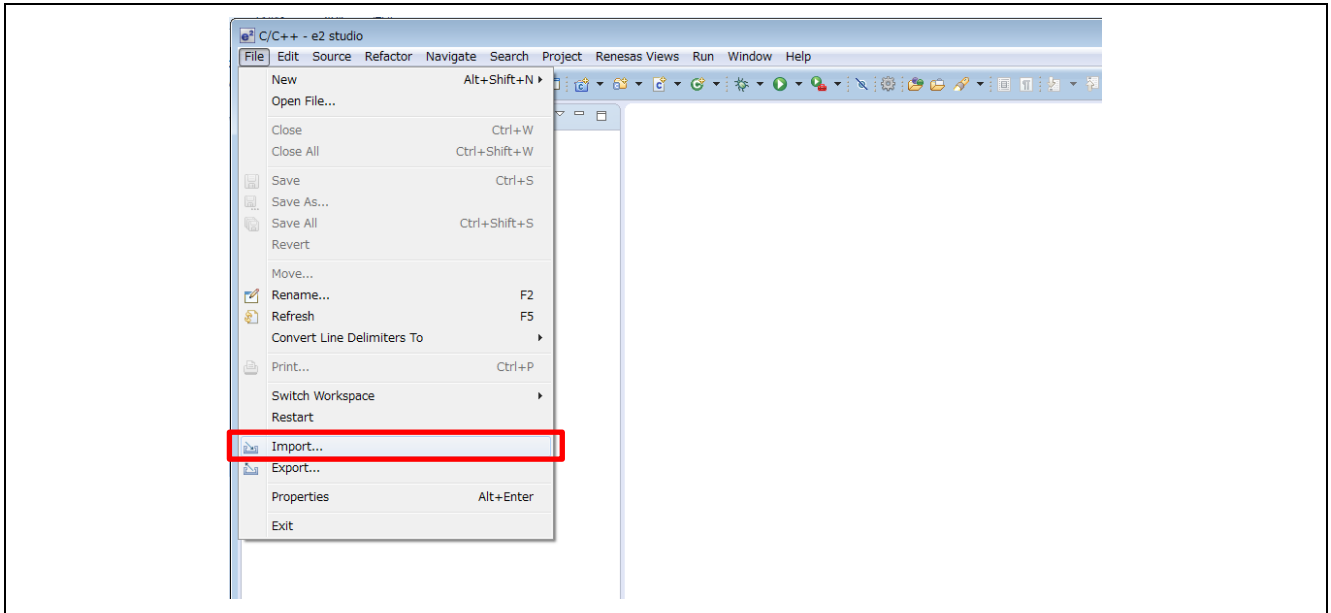 e² C/C++ - e2 studio
File Edit Source Refactor Navigate Search Project Renesas Views Run Window Help
New Alt+Shift+N
Open File...
Close Ctrl+W
Close All Ctrl+Shift+W
Save Ctrl+S
Save As...
Save All Ctrl+Shift+S
Revert
Move...
Rename... F2
Refresh F5
Convert Line Delimiters To
Print... Ctrl+P
Switch Workspace
Restart
Import...
Export...
Properties Alt+Enter
Exit